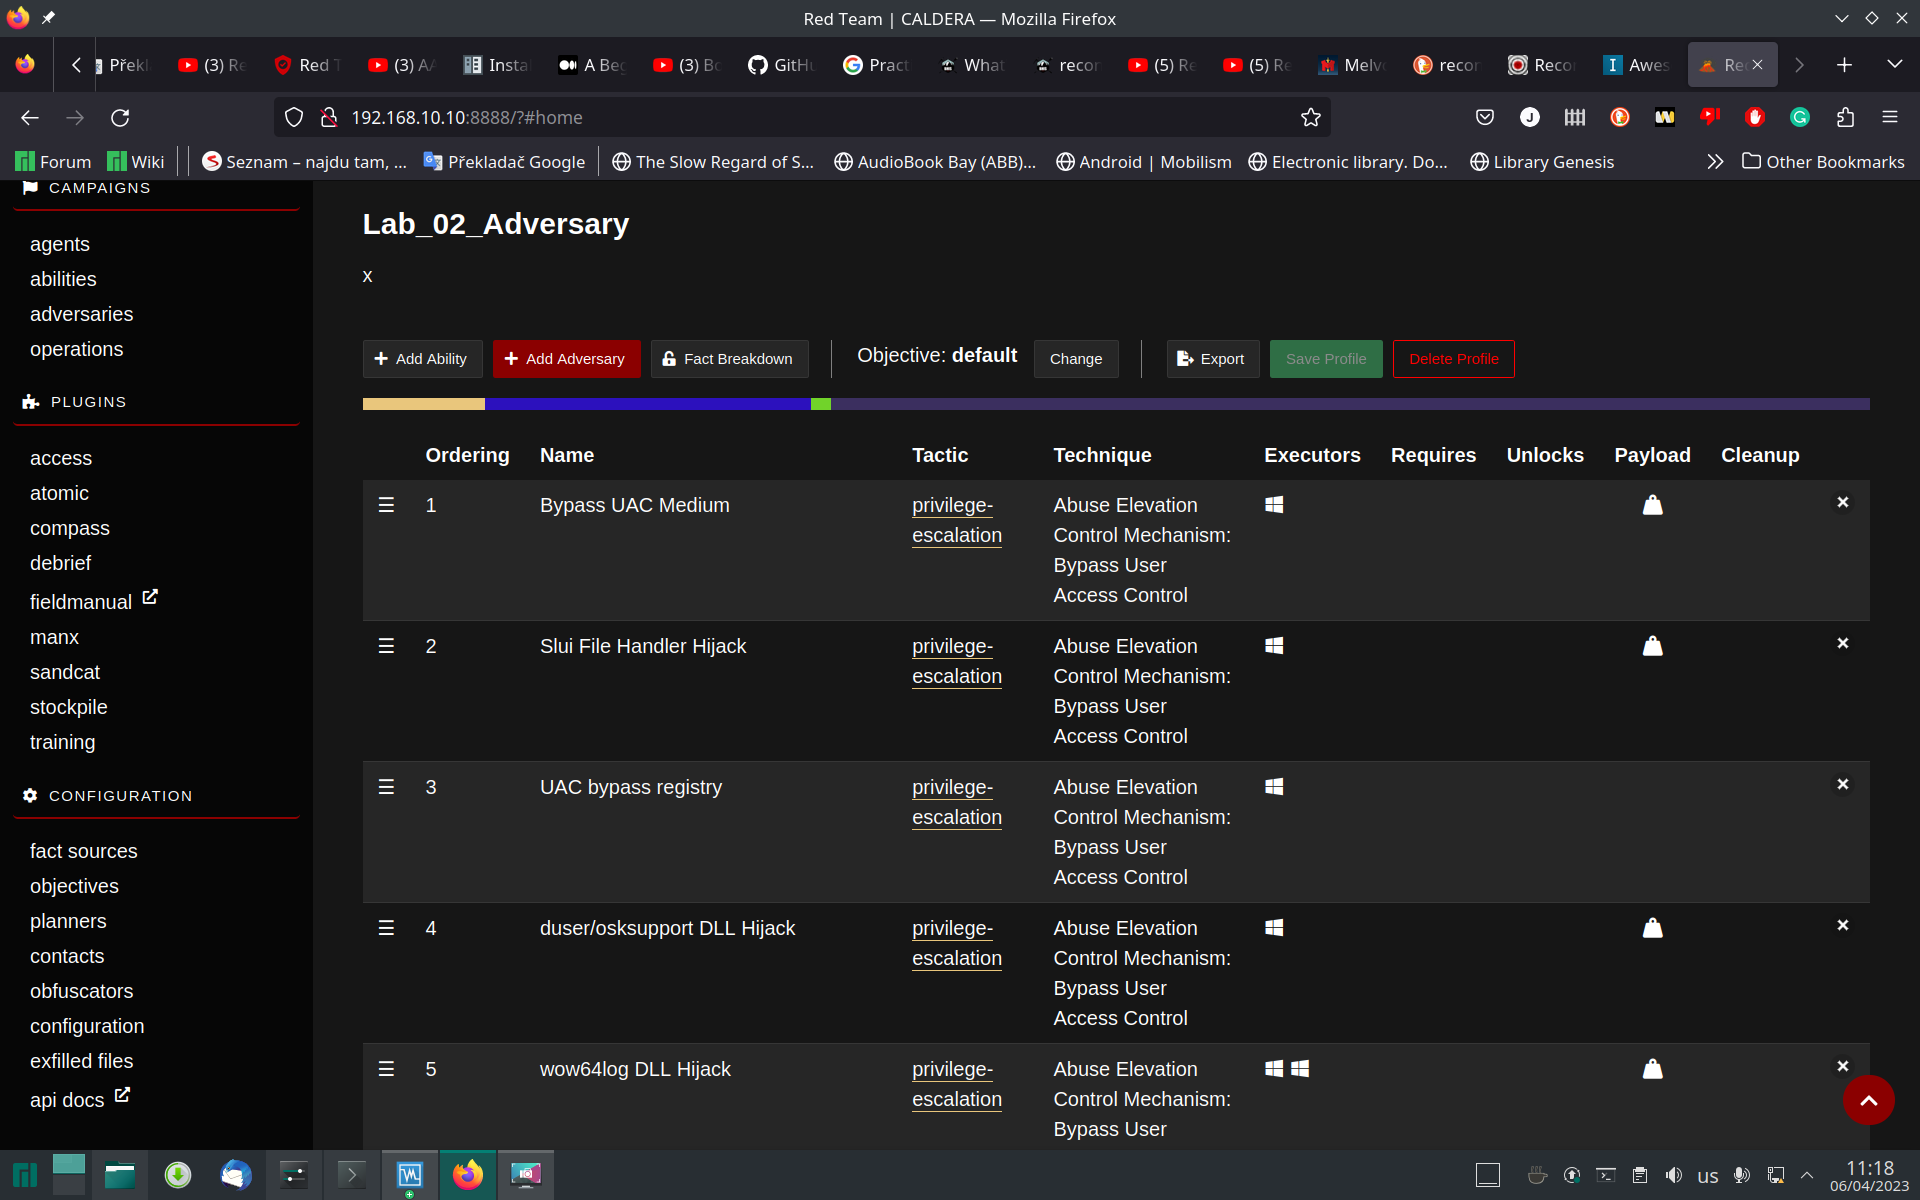 Red Team | CALDERA — Mozilla Firefox
Překl
(3) Re
Red T
(3) AA
Insta
A Beg
(3) Bo
GitHu
Pract
What
recor
(5) Re
(5) Re
Melvo
recor
Recor
Awes
Red
192.168.10.10:8888/?#home
Forum
Wiki
Seznam – najdu tam, ...
Překladač Google
The Slow Regard of S...
AudioBook Bay (ABB)...
Android | Mobilism
Electronic library. Do...
Library Genesis
Other Bookmarks
CAMPAIGNS
agents
abilities
adversaries
operations
PLUGINS
access
atomic
compass
debrief
fieldmanual
manx
sandcat
stockpile
training
CONFIGURATION
fact sources
objectives
planners
contacts
obfuscators
configuration
exfilled files
api docs
Lab_02_Adversary
x
Add Ability
Add Adversary
Fact Breakdown
Objective: default
Change
Export
Save Profile
Delete Profile
Ordering Name Tactic Technique Executors Requires Unlocks Payload Cleanup
1 Bypass UAC Medium privilege- Abuse Elevation
escalation Control Mechanism:
Bypass User
Access Control
2 Slui File Handler Hijack privilege- Abuse Elevation
escalation Control Mechanism:
Bypass User
Access Control
3 UAC bypass registry privilege- Abuse Elevation
escalation Control Mechanism:
Bypass User
Access Control
4 duser/osksupport DLL Hijack privilege- Abuse Elevation
escalation Control Mechanism:
Bypass User
Access Control
5 wow64log DLL Hijack privilege- Abuse Elevation
escalation Control Mechanism:
Bypass User
us
11:18
06/04/2023